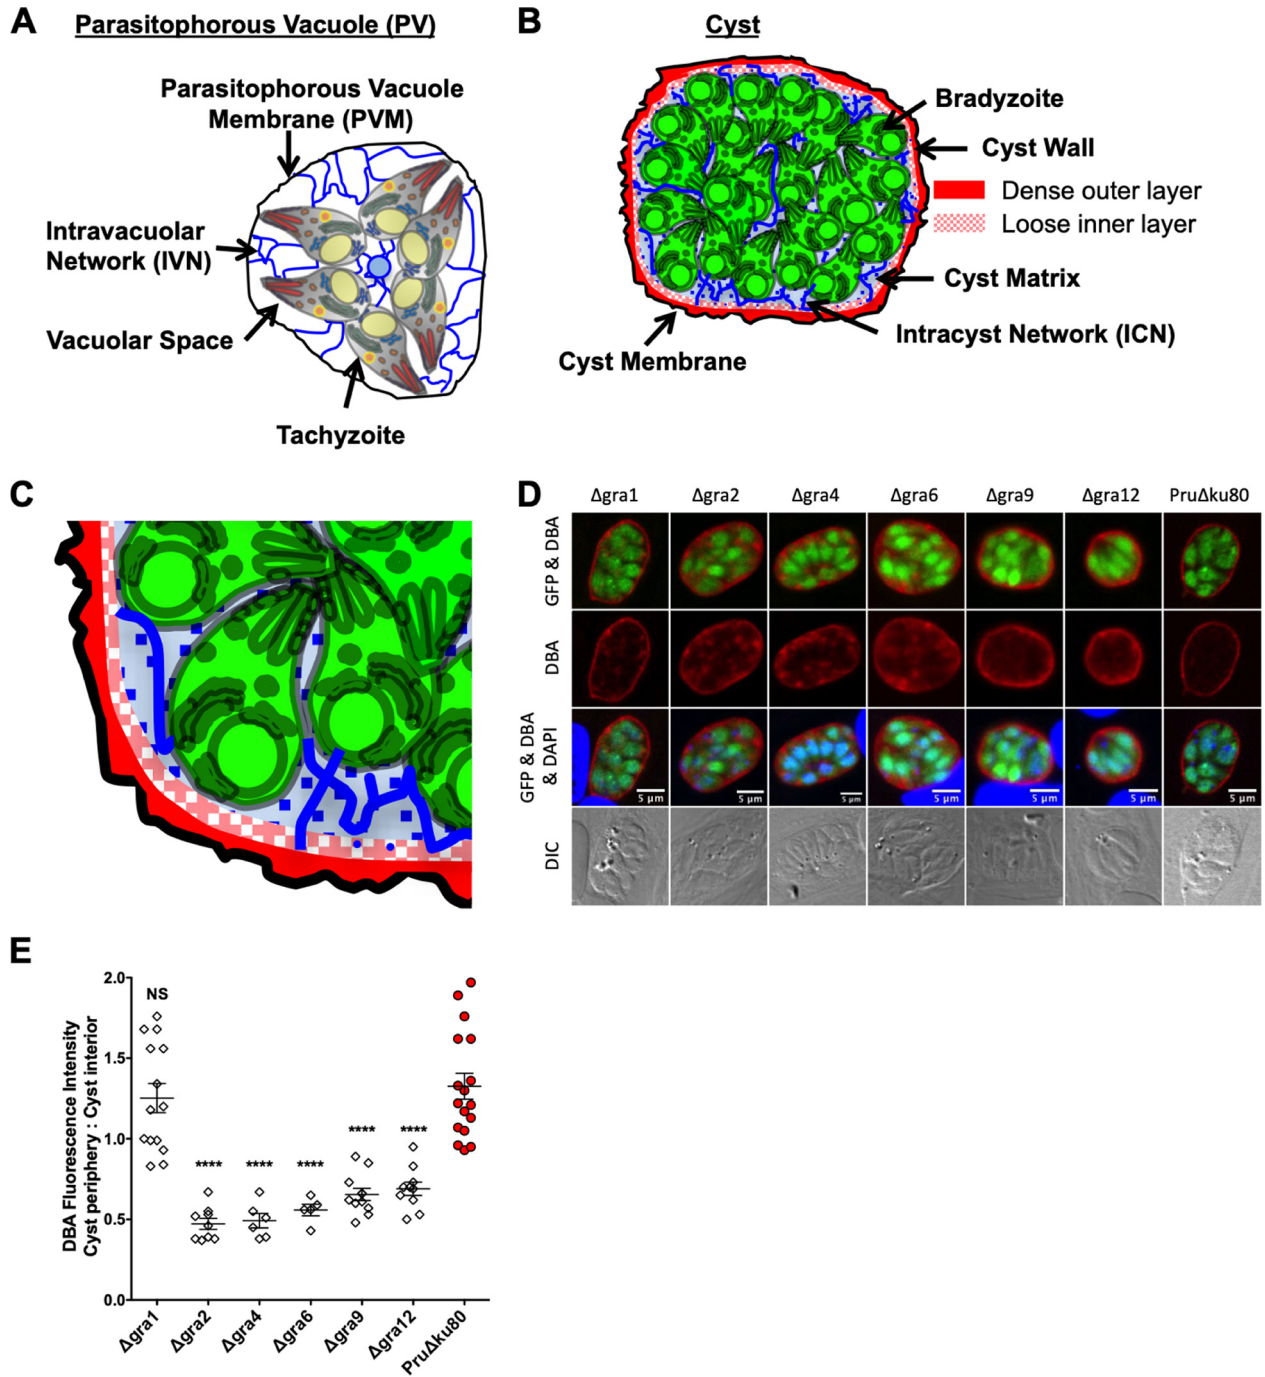 A
Parasitophorous Vacuole (PV)
Parasitophorous Vacuole
Membrane (PVM)
Intravacuolar
Network (IVN)
Vacuolar Space
Tachyzoite
B
Cyst
Bradyzoite
Cyst Wall
Dense outer layer
Loose inner layer
Cyst Matrix
Intracyst Network (ICN)
Cyst Membrane
C
D
Δgra1 Δgra2 Δgra4 Δgra6 Δgra9 Δgra12 PruΔku80
GFP & DBA
DBA
GFP & DBA
& DAPI
5 µm 5 µm 5 µm 5 µm 5 µm 5 µm 5 µm
DIC
E
DBA Fluorescence Intensity
Cyst periphery : Cyst interior
2.0
1.5
1.0
0.5
0.0
NS
**** **** **** **** ****
Δgra1 Δgra2 Δgra4 Δgra6 Δgra9 Δgra12 PruΔku80